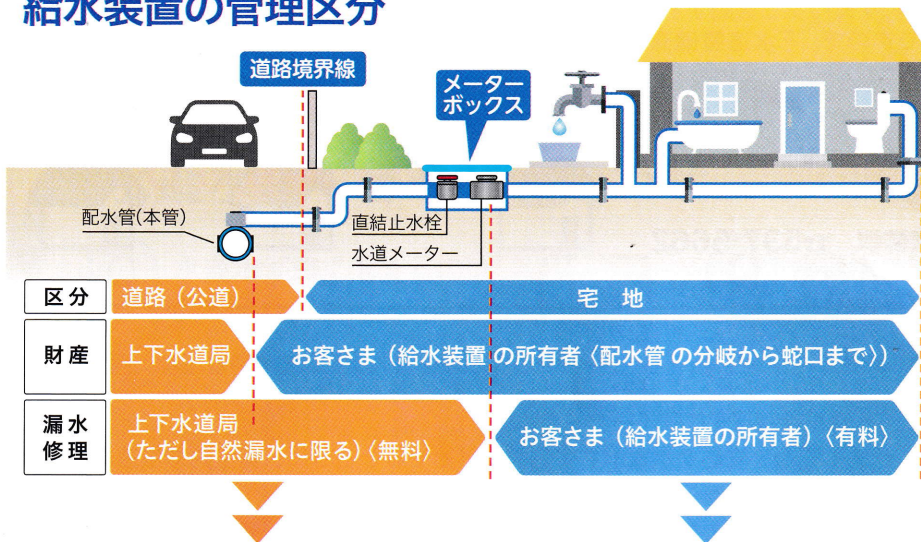 給水装置の管理区分
道路境界線
メーター
ボックス
配水管(本管)
直結止水栓
水道メーター
区分
道路（公道）
宅 地
財産
上下水道局
お客さま（給水装置 の所有者〈配水管 の分岐から蛇口まで〉）
漏水
修理
上下水道局
(ただし自然漏水に限る)〈無料〉
お客さま（給水装置の所有者）〈有料〉